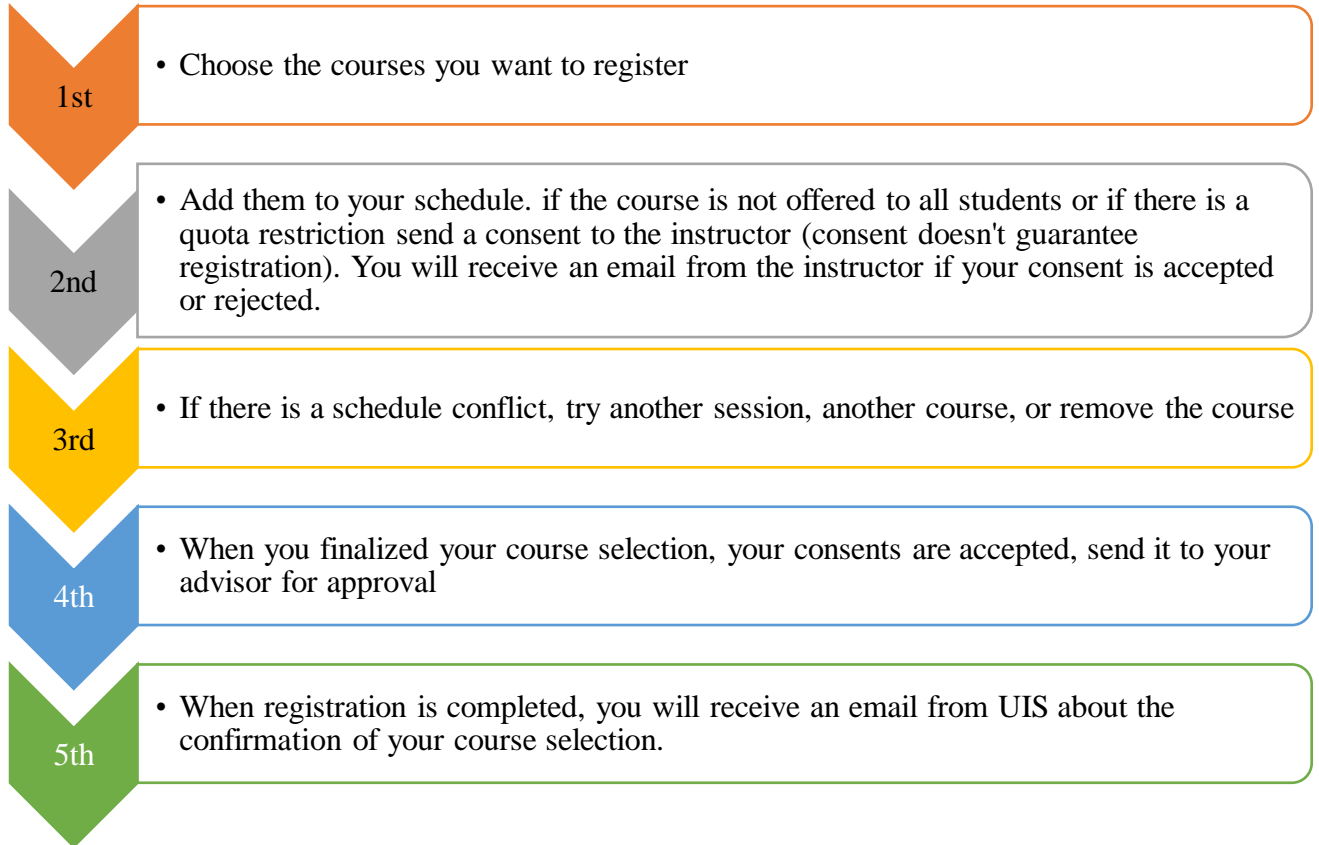 1st
• Choose the courses you want to register
2nd
• Add them to your schedule. if the course is not offered to all students or if there is a
quota restriction send a consent to the instructor (consent doesn't guarantee
registration). You will receive an email from the instructor if your consent is accepted
or rejected.
3rd
• If there is a schedule conflict, try another session, another course, or remove the course
4th
• When you finalized your course selection, your consents are accepted, send it to your
advisor for approval
5th
• When registration is completed, you will receive an email from UIS about the
confirmation of your course selection.